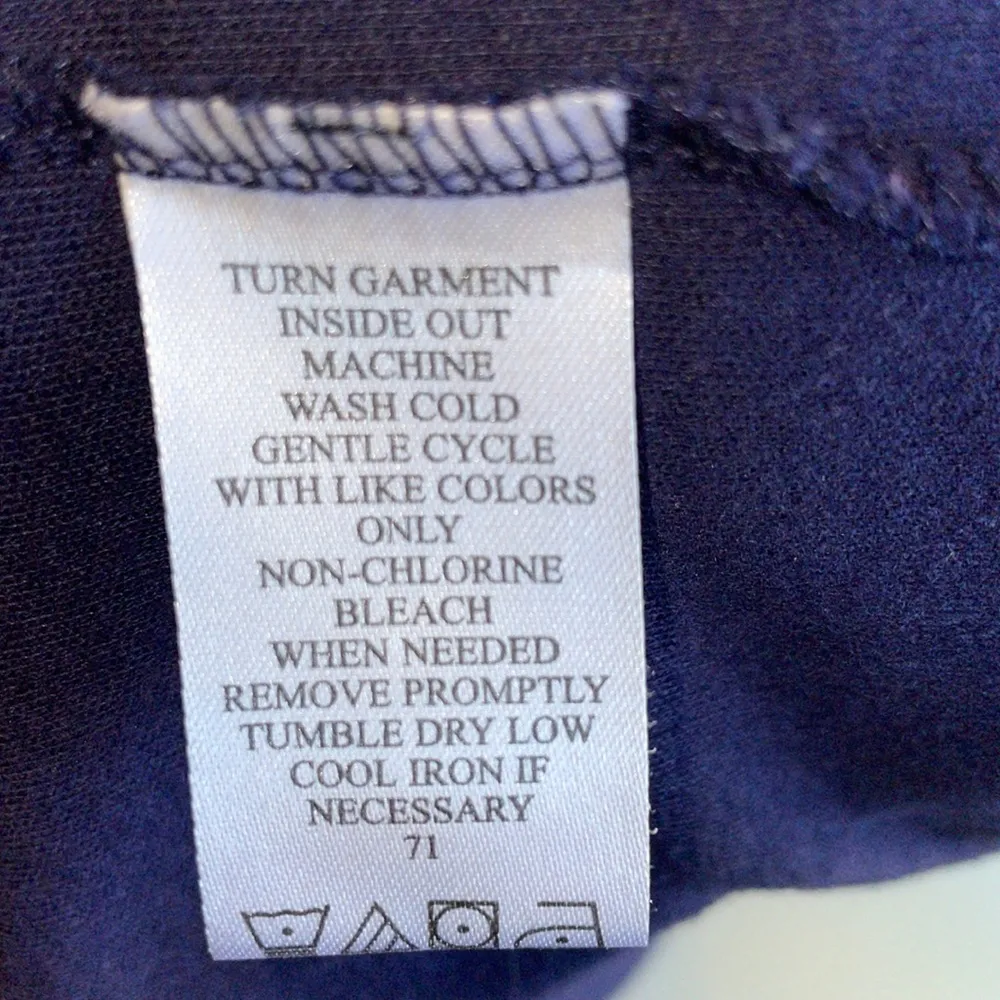 TURN GARMENT
INSIDE OUT
MACHINE
WASH COLD
GENTLE CYCLE
WITH LIKE COLORS
ONLY
NON-CHLORINE
BLEACH
WHEN NEEDED
REMOVE PROMPTLY
TUMBLE DRY LOW
COOL IRON IF
NECESSARY
71